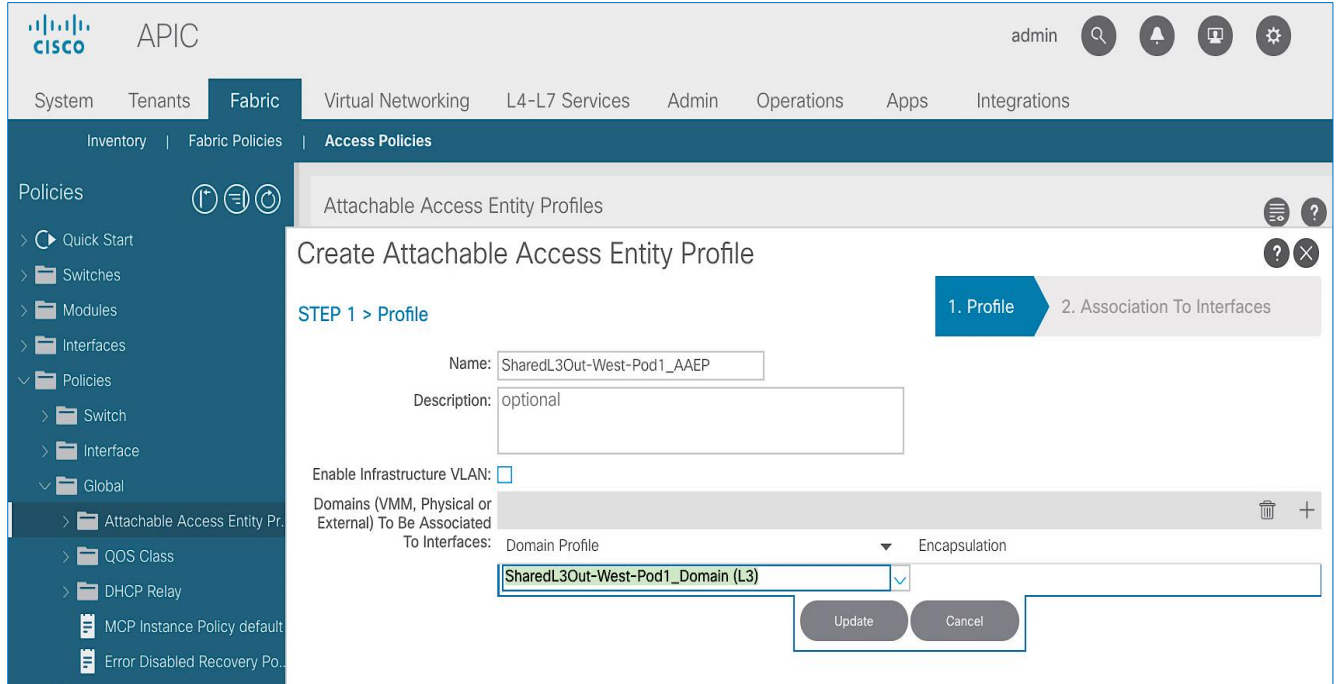 CISCO
APIC
admin
System Tenants Fabric Virtual Networking L4-L7 Services Admin Operations Apps Integrations
Inventory | Fabric Policies | Access Policies
Policies
Attachable Access Entity Profiles
Quick Start
Switches
Modules
Interfaces
Policies
Switch
Interface
Global
Attachable Access Entity Pr..
QOS Class
DHCP Relay
MCP Instance Policy default
Error Disabled Recovery Po..
Create Attachable Access Entity Profile
STEP 1 > Profile
1. Profile
2. Association To Interfaces
Name: SharedL3Out-West-Pod1_AAEP
Description: optional
Enable Infrastructure VLAN:
Domains (VMM, Physical or
External) To Be Associated
To Interfaces:
Domain Profile Encapsulation
SharedL3Out-West-Pod1_Domain (L3)
Update Cancel